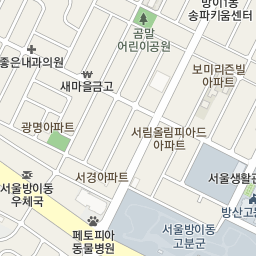 방이1동
송파키움센터
곰말
어린이공원
좋은내과의원
새마을금고
보미리즌빌
아파트
광명아파트
서림올림피아드
아파트
서울방이동
우체국
서경아파트
서울생활
방산고
페토피아
동물병원
서울방이동
고분군